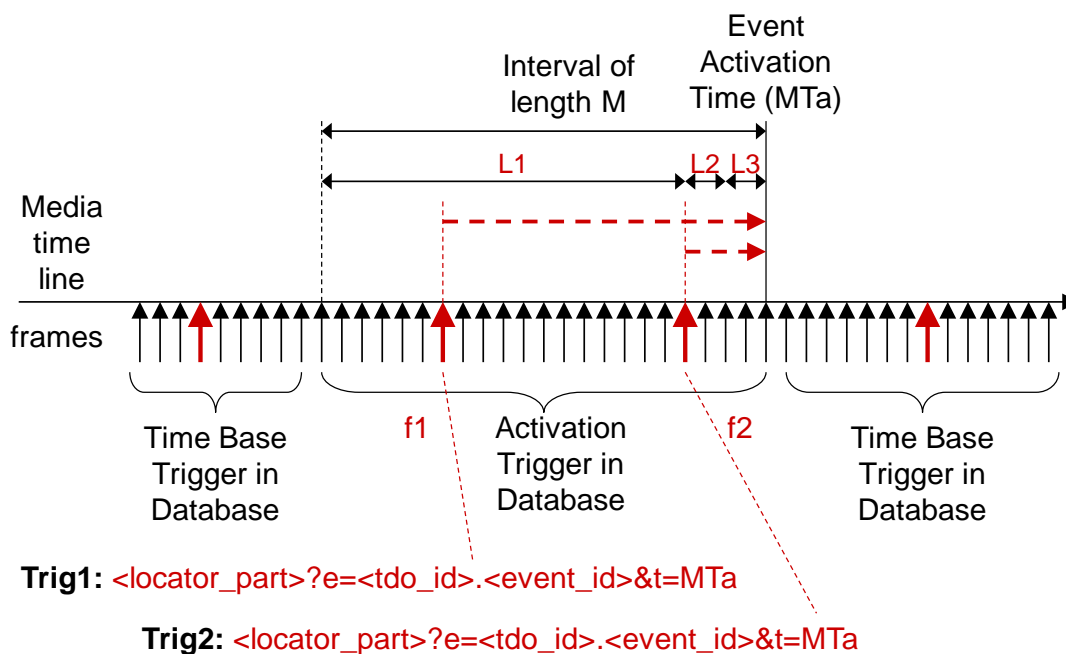 Event
Activation
Time (MTa)
Interval of
length M
L1
L2
L3
Media
time
line
frames
f1
f2
Time Base
Trigger in
Database
Activation
Trigger in
Database
Time Base
Trigger in
Database
Trig1: <locator_part>?e=<tdo_id>.<event_id>&t=MTa
Trig2: <locator_part>?e=<tdo_id>.<event_id>&t=MTa